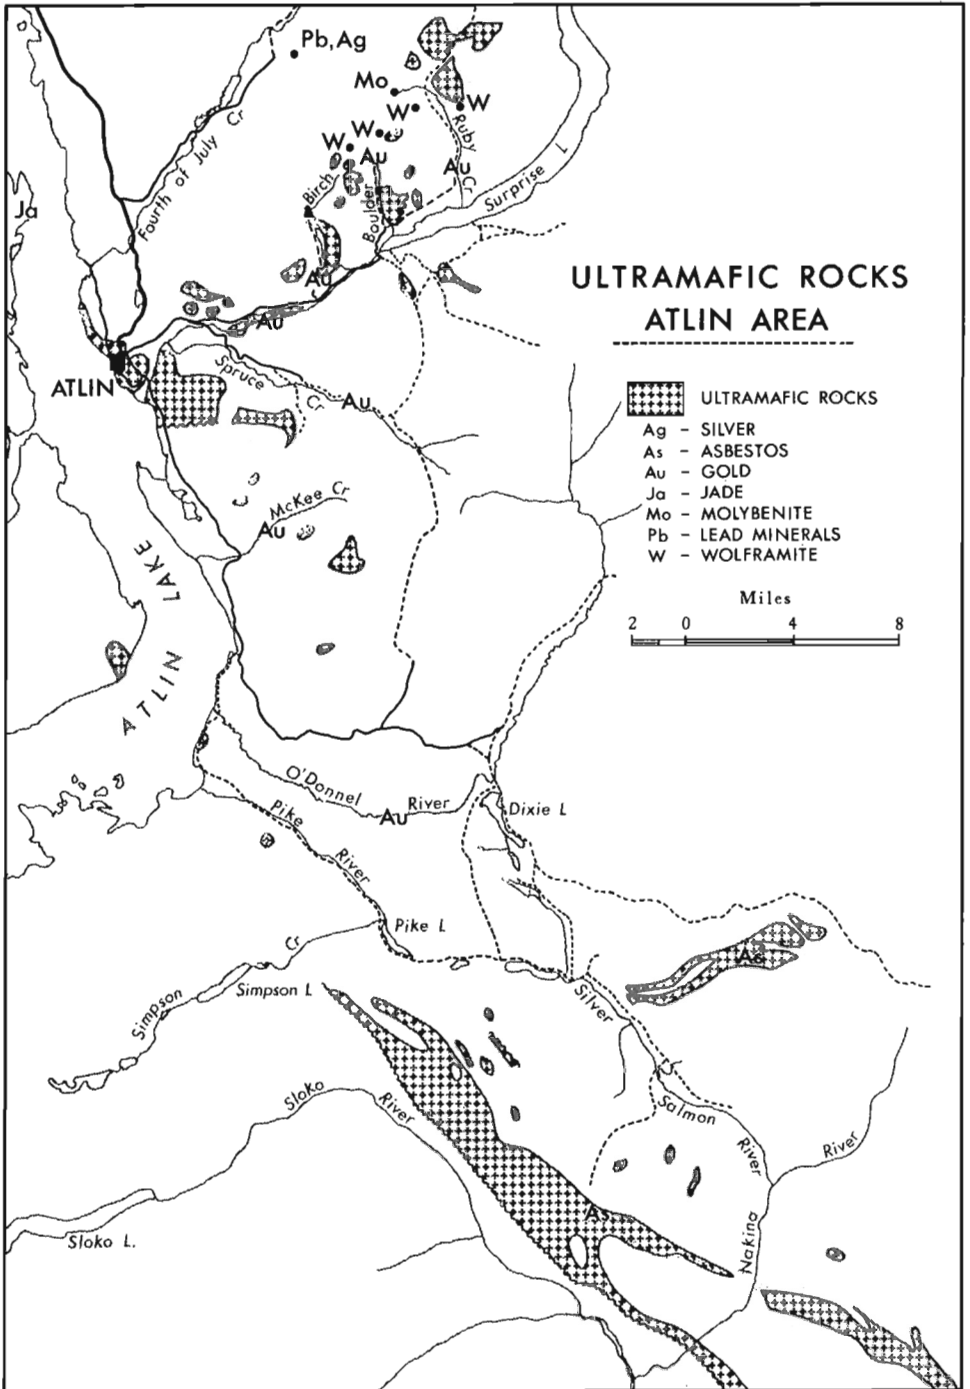 Pb, Ag
Mo
W
W
W
W
Au
Au
Ruby
Cr
Fourth of July Cr
Birch
Boulder
Surprise L
Ja
Au
Au
ULTRAMAFIC ROCKS
ATLIN AREA
ATLIN
Spruce
Cr
Au
ULTRAMAFIC ROCKS
Ag - SILVER
As - ASBESTOS
Au - GOLD
Ja - JADE
Mo - MOLYBENITE
Pb - LEAD MINERALS
W - WOLFRAMITE
McKee Cr
Au
Miles
2 0 4 8
ATLIN LAKE
O'Donnel River
Au
Dixie L
Pike River
Pike L
As
Simpson Cr
Simpson L
Silver
Salmon River
Sloko River
River
As
Nakina
Sloko L.